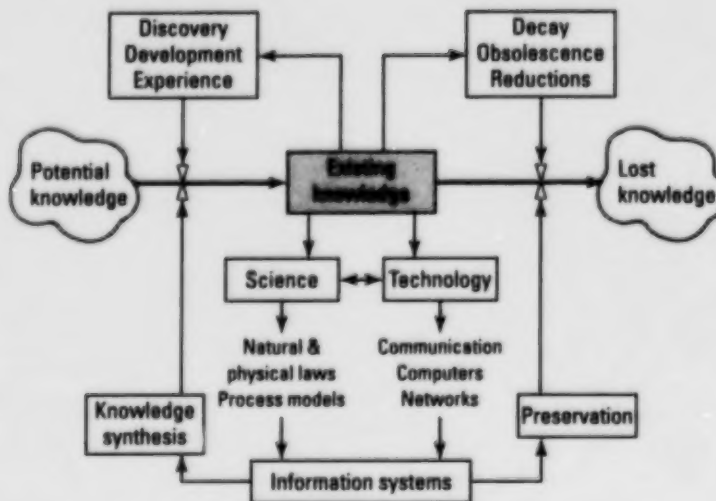 Discovery
Development
Experience
Decay
Obsolescence
Reductions
Potential
knowledge
Existing
knowledge
Lost
knowledge
Science
Technology
Natural &
physical laws
Process models
Communication
Computers
Networks
Knowledge
synthesis
Preservation
Information systems